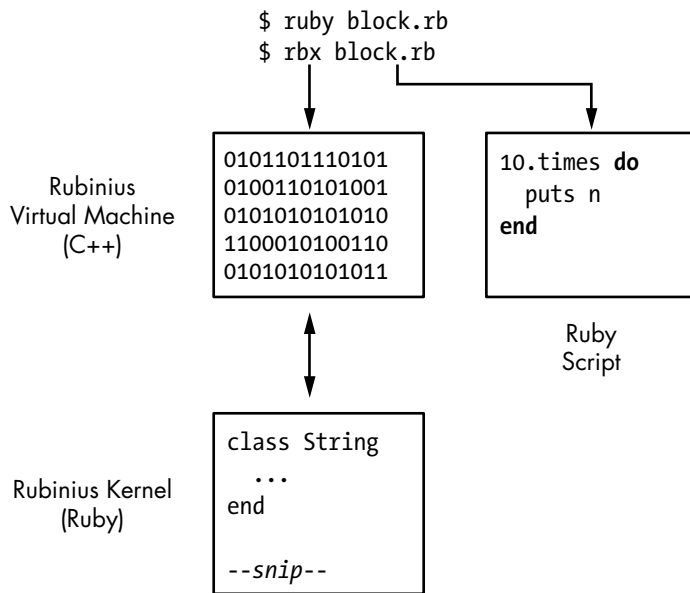 $ ruby block.rb
$ rbx block.rb
Rubinius
Virtual Machine
(C++)
0101101110101
0100110101001
0101010101010
1100010100110
0101010101011
10.times do
  puts n
end
Ruby
Script
Rubinius Kernel
(Ruby)
class String
  ...
end
--snip--